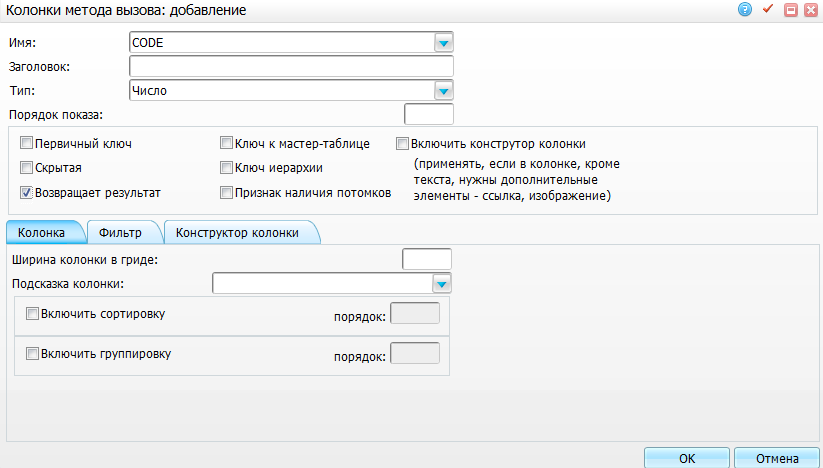 Колонки метода вызова: добавление
Имя: CODE
Заголовок:
Тип: Число
Порядок показа:
Первичный ключ Ключ к мастер-таблице Включить конструтор колонки
Скрытая Ключ иерархии (применять, если в колонке, кроме
текста, нужны дополнительные
Возвращает результат Признак наличия потомков элементы - ссылка, изображение)
Колонка Фильтр Конструктор колонки
Ширина колонки в гриде:
Подсказка колонки:
Включить сортировку порядок:
Включить группировку порядок:
OK Отмена